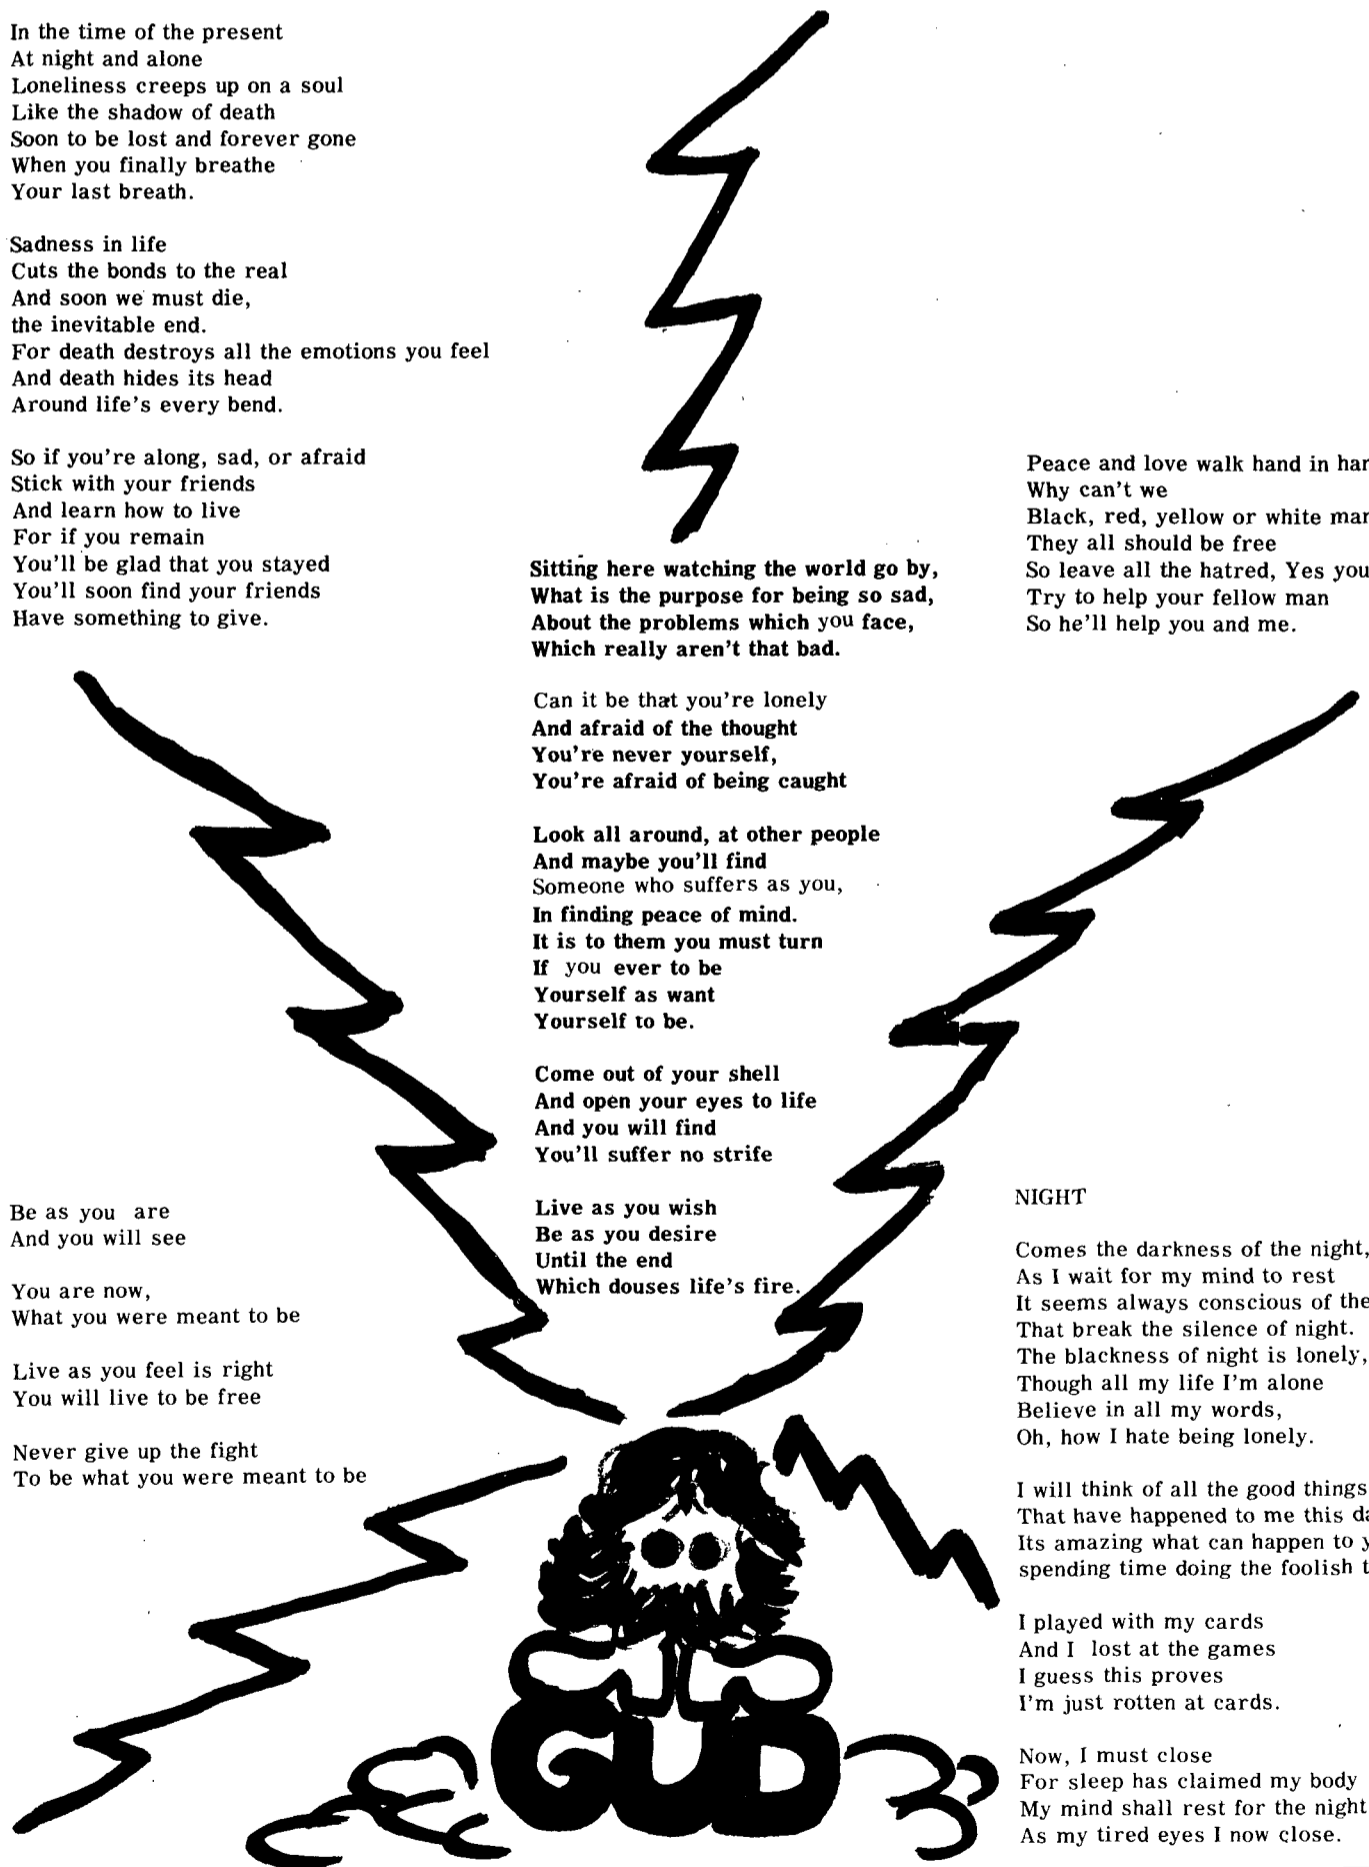 In the time of the present
At night and alone
Loneliness creeps up on a soul
Like the shadow of death
Soon to be lost and forever gone
When you finally breathe
Your last breath.

Sadness in life
Cuts the bonds to the real
And soon we must die,
the inevitable end.
For death destroys all the emotions you feel
And death hides its head
Around life's every bend.

So if you're along, sad, or afraid
Stick with your friends
And learn how to live
For if you remain
You'll be glad that you stayed
You'll soon find your friends
Have something to give.

Be as you are
And you will see

You are now,
What you were meant to be

Live as you feel is right
You will live to be free

Never give up the fight
To be what you were meant to be

Sitting here watching the world go by,
What is the purpose for being so sad,
About the problems which you face,
Which really aren't that bad.

Can it be that you're lonely
And afraid of the thought
You're never yourself,
You're afraid of being caught

Look all around, at other people
And maybe you'll find
Someone who suffers as you,
In finding peace of mind.
It is to them you must turn
If you ever to be
Yourself as want
Yourself to be.

Come out of your shell
And open your eyes to life
And you will find
You'll suffer no strife

Live as you wish
Be as you desire
Until the end
Which douses life's fire.

GUD

Peace and love walk hand in
Why can't we
Black, red, yellow or white
They all should be free
So leave all the hatred, Yes you
Try to help your fellow man
So he'll help you and me.

NIGHT

Comes the darkness of the night,
As I wait for my mind to rest
It seems always conscious of the
That break the silence of night.
The blackness of night is lonely,
Though all my life I'm alone
Believe in all my words,
Oh, how I hate being lonely.

I will think of all the good things
That have happened to me this
Its amazing what can happen to
spending time doing the foolish

I played with my cards
And I lost at the games
I guess this proves
I'm just rotten at cards.

Now, I must close
For sleep has claimed my body
My mind shall rest for the night
As my tired eyes I now close.